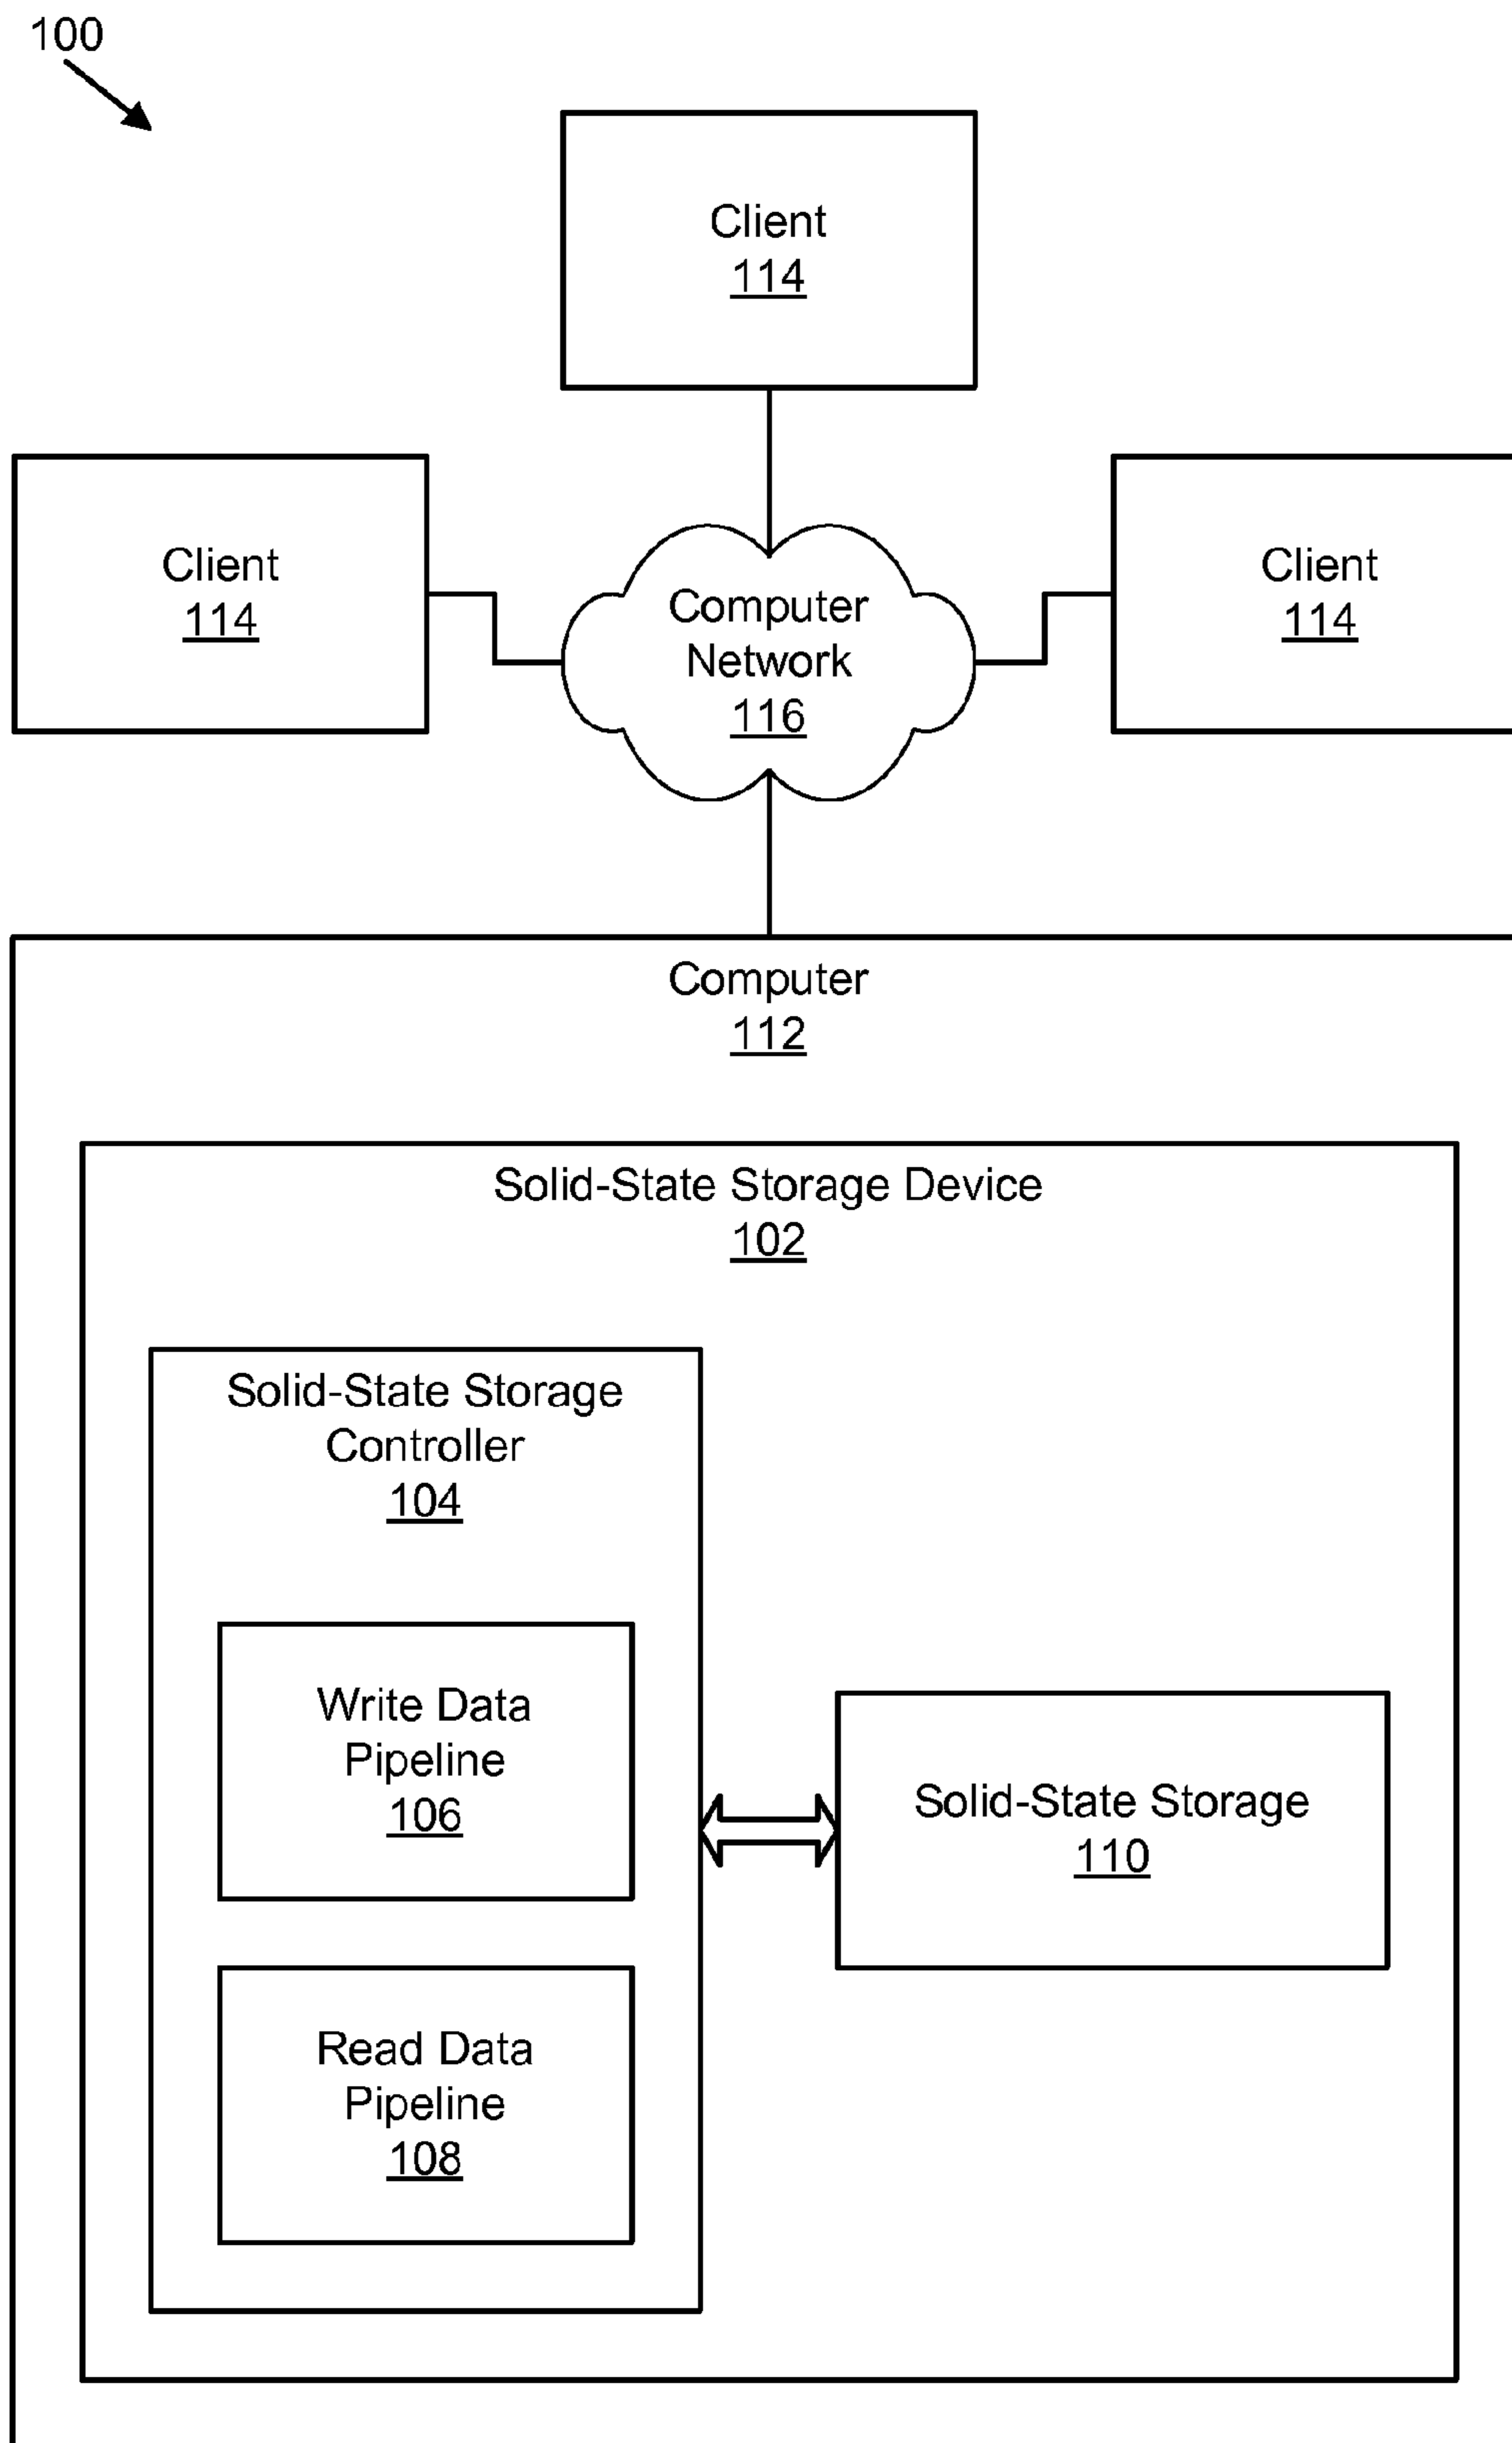 100
Client
114
Client
114
Computer
Network
116
Client
114
Computer
112
Solid-State Storage Device
102
Solid-State Storage
Controller
104
Write Data
Pipeline
106
Solid-State Storage
110
Read Data
Pipeline
108